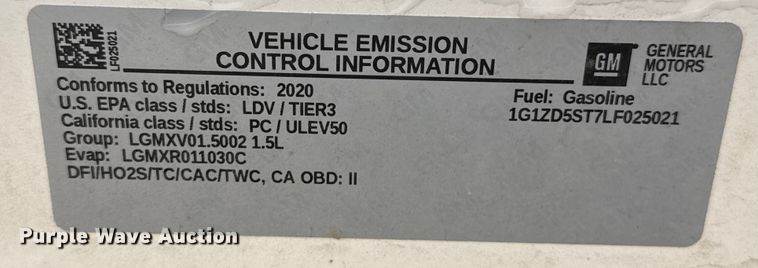 LF025021
VEHICLE EMISSION
CONTROL INFORMATION
GM
GENERAL
MOTORS
LLC
Conforms to Regulations: 2020
U.S. EPA class / stds: LDV / TIER3
California class / stds: PC / ULEV50
Group: LGMXV01.5002 1.5L
Evap: LGMXR011030C
DFI/HO2S/TC/CAC/TWC, CA OBD: II
Fuel: Gasoline
1G1ZD5ST7LF025021
Purple Wave Auction